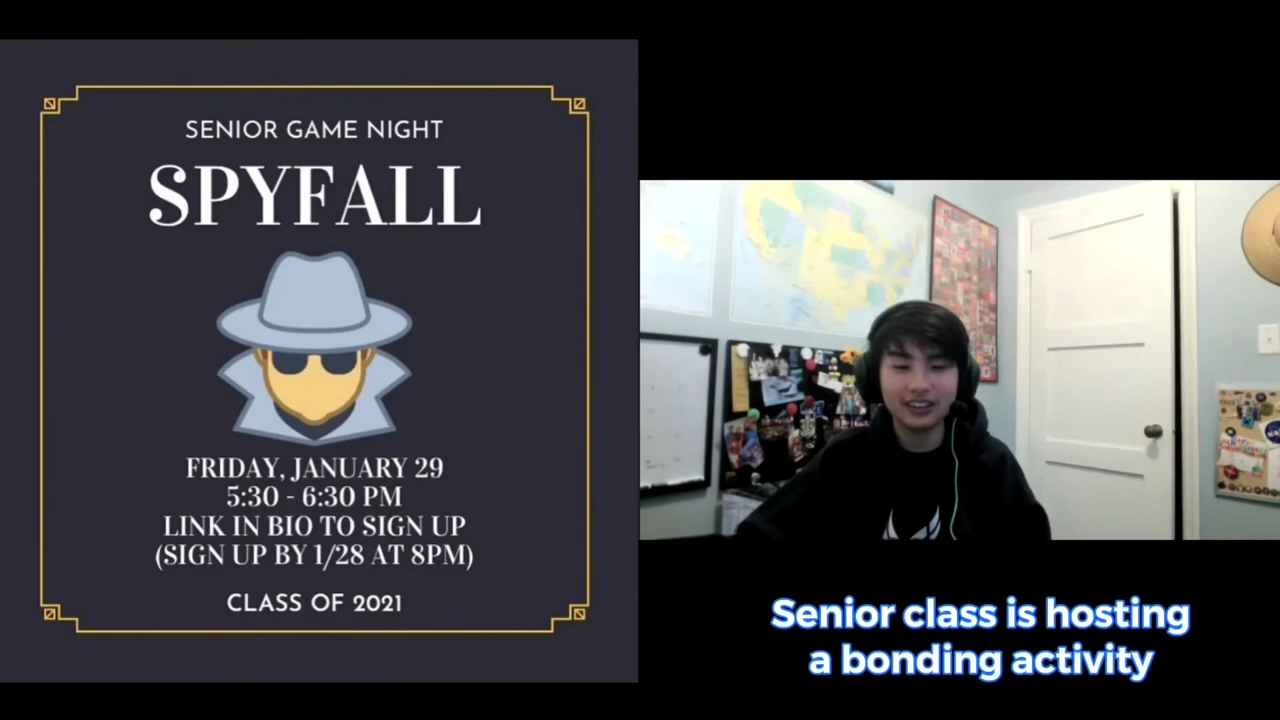 SENIOR GAME NIGHT
SPYFALL
FRIDAY, JANUARY 29
5:30 - 6:30 PM
LINK IN BIO TO SIGN UP
(SIGN UP BY 1/28 AT 8PM)
CLASS OF 2021
Senior class is hosting
a bonding activity